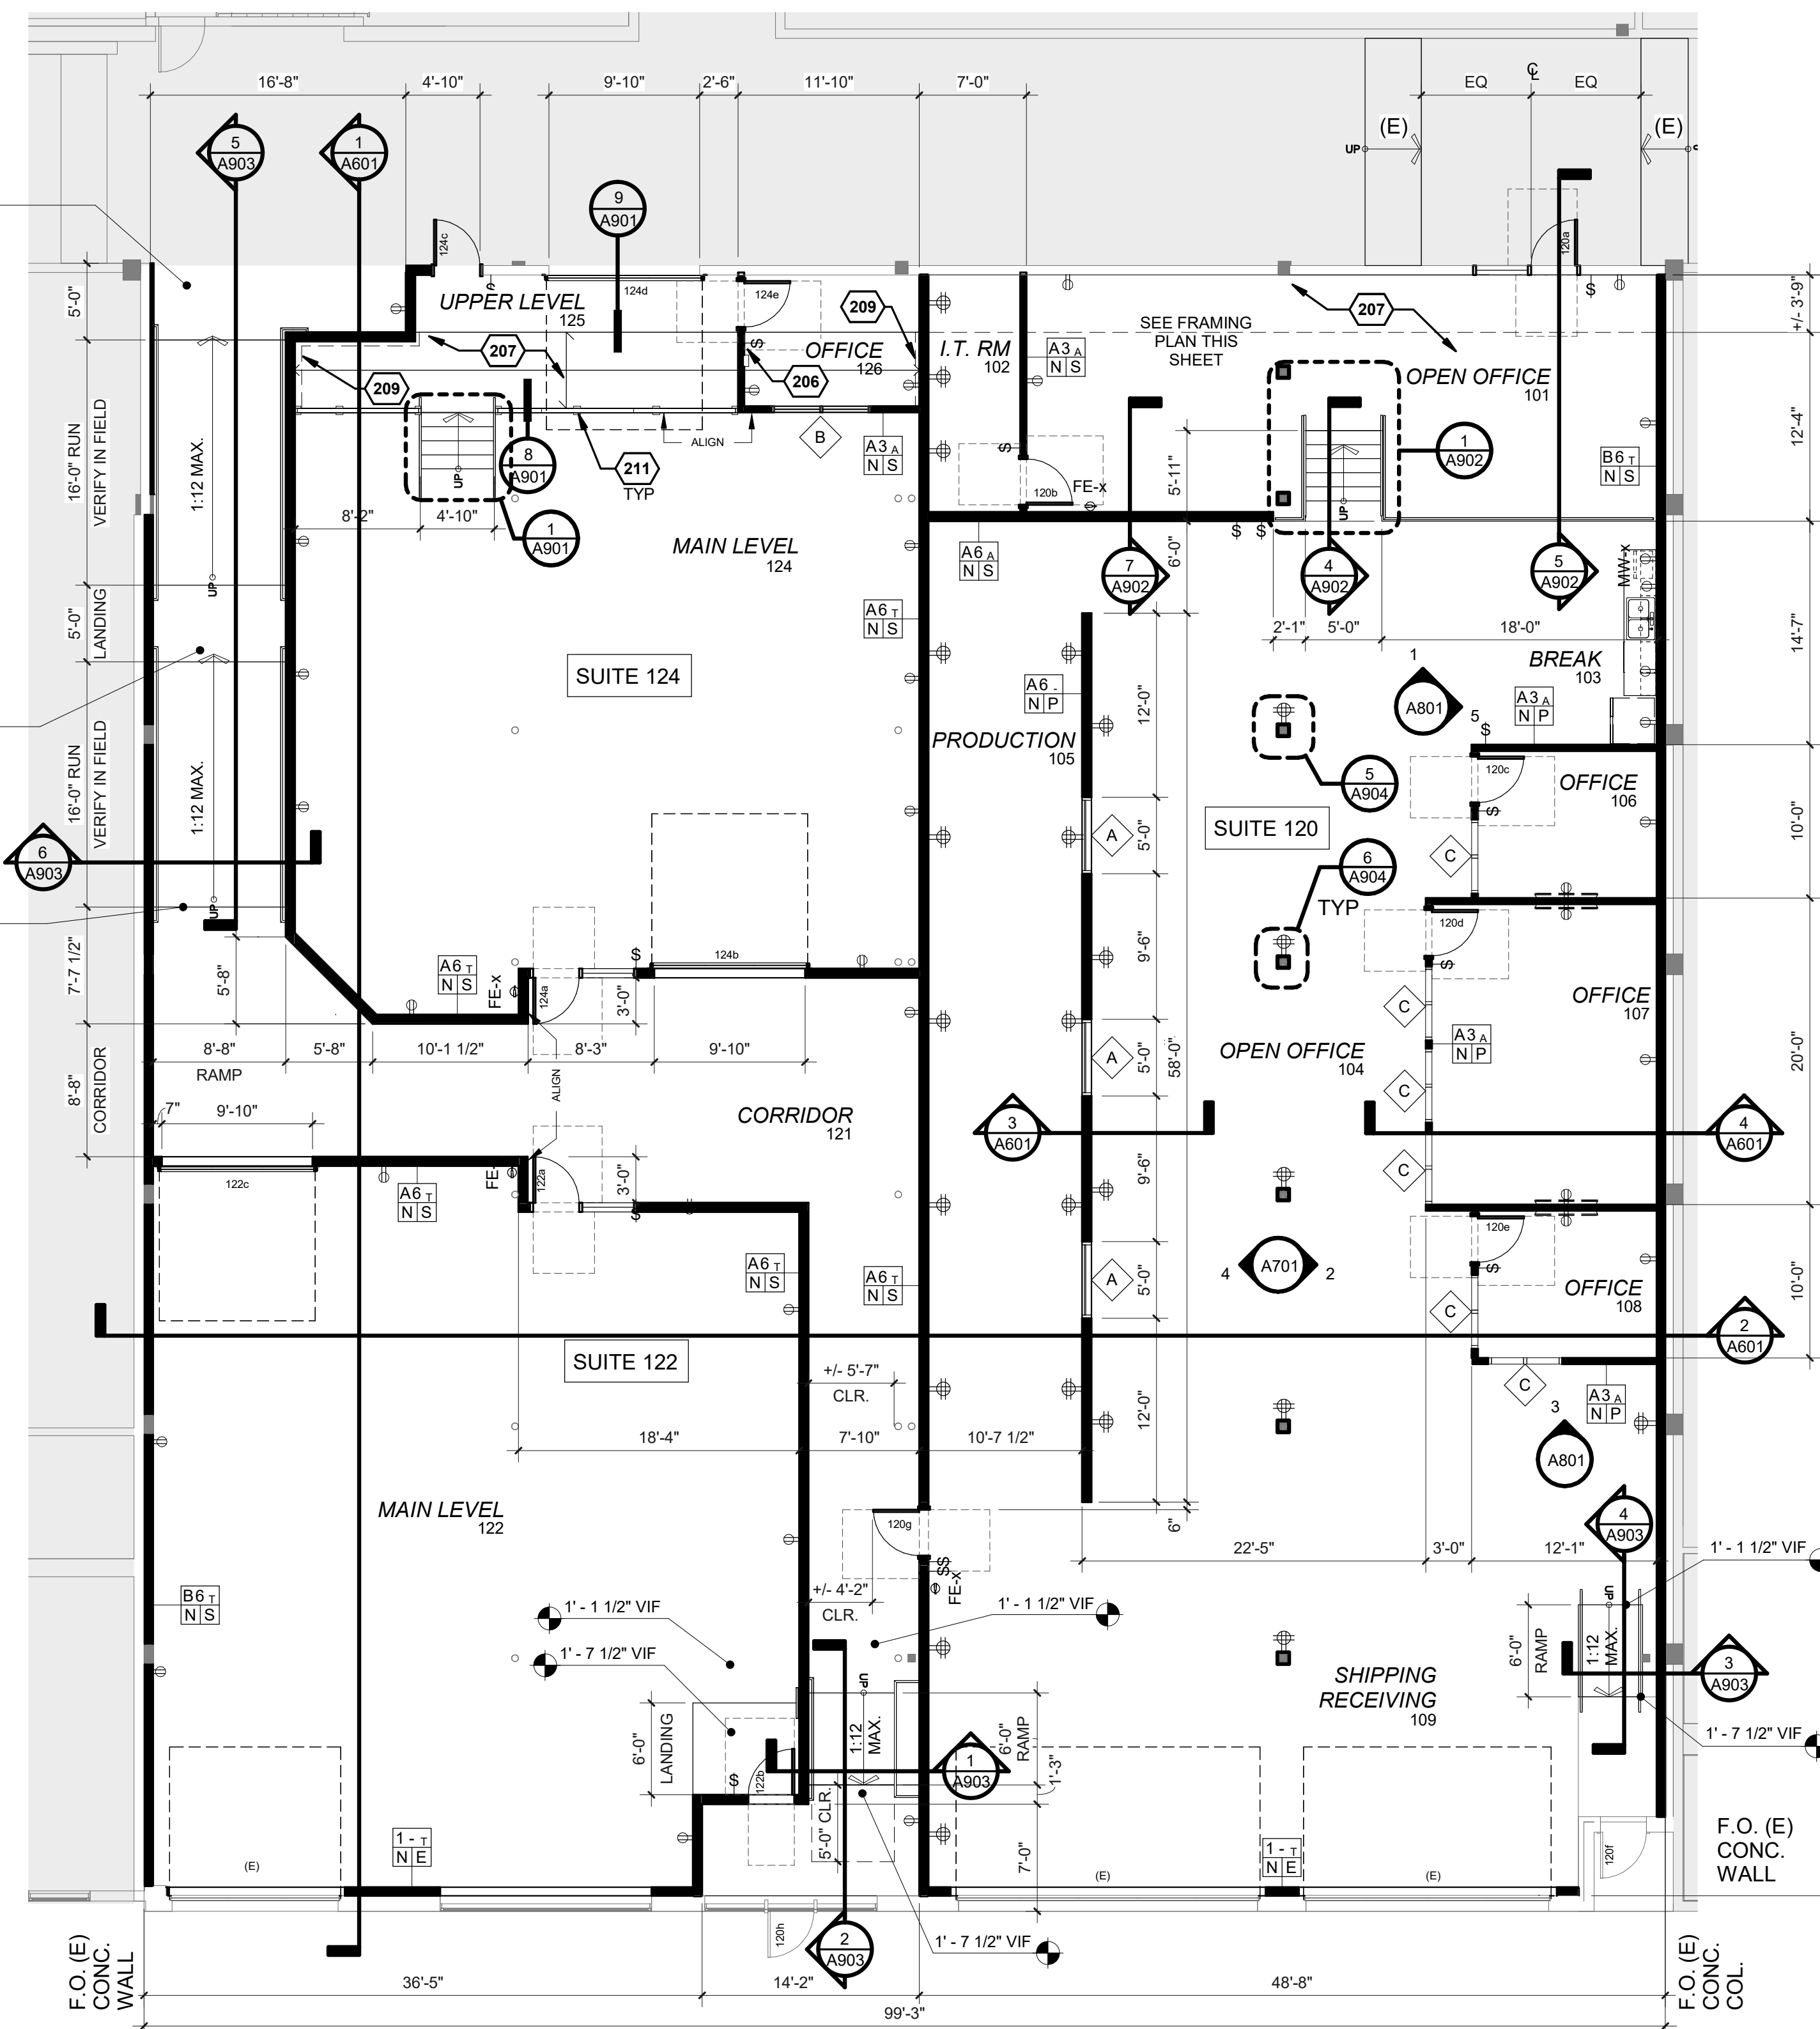 16'-8"
4'-10"
9'-10"
2'-6"
11'-10"
7'-0"
EQ
℄
EQ
(E)
(E)
UP
5
A903
1
A601
9
A901
124c
120a
5'-0"
UPPER LEVEL
125
124d
124e
209
207
+/- 3'-9"
SEE FRAMING
PLAN THIS
SHEET
207
OFFICE
126
I.T. RM
102
A3 A
N S
OPEN OFFICE
101
209
206
16'-0" RUN
VERIFY IN FIELD
1:12 MAX.
ALIGN
B
A3 A
N S
12'-4"
8
A901
211
TYP
UP
5'-11"
1
A902
B6 T
N S
120b
FE-x
UP
8'-2"
4'-10"
1
A901
MAIN LEVEL
124
A6 A
N S
6'-0"
7
A902
4
A902
5
A902
MW-x
UP
5'-0"
LANDING
A6 T
N S
2'-1"
5'-0"
18'-0"
14'-7"
SUITE 124
1
BREAK
103
A6 -
N P
12'-0"
A801
5
A3 A
N P
16'-0" RUN
VERIFY IN FIELD
1:12 MAX.
PRODUCTION
105
5
A904
120c
OFFICE
106
6
A903
SUITE 120
A
5'-0"
C
10'-0"
6
A904
TYP
UP
120d
7'-7 1/2"
5'-8"
A6 T
N S
FE-x
124a
3'-0"
124b
9'-6"
OFFICE
107
C
8'-8"
RAMP
5'-8"
10'-1 1/2"
8'-3"
9'-10"
A
5'-0"
58'-0"
OPEN OFFICE
104
A3 A
N P
20'-0"
8'-8"
CORRIDOR
ALIGN
7"
9'-10"
CORRIDOR
121
C
3
A601
4
A601
122c
A6 T
N S
FE-
122a
3'-0"
9'-6"
C
120e
A6 T
N S
A6 T
N S
A
5'-0"
4
A701
2
OFFICE
108
C
10'-0"
2
A601
SUITE 122
+/- 5'-7"
CLR.
C
A3 A
N P
12'-0"
3
A801
18'-4"
7'-10"
10'-7 1/2"
MAIN LEVEL
122
120g
6"
22'-5"
3'-0"
12'-1"
4
A903
1' - 1 1/2" VIF
B6 T
N S
+/- 4'-2"
CLR.
FE-x
1' - 1 1/2" VIF
1' - 1 1/2" VIF
1' - 7 1/2" VIF
UP
6'-0"
RAMP
1:12
MAX.
UP
3
A903
SHIPPING
RECEIVING
109
6'-0"
LANDING
1:12
MAX.
6'-0"
RAMP
1'-3"
1' - 7 1/2" VIF
122b
1
A903
5'-0" CLR.
1 - T
N E
7'-0"
1 - T
N E
120f
(E)
(E)
(E)
F.O. (E)
CONC.
WALL
120h
2
A903
1' - 7 1/2" VIF
F.O. (E)
CONC.
WALL
F.O. (E)
CONC.
COL.
36'-5"
14'-2"
48'-8"
99'-3"